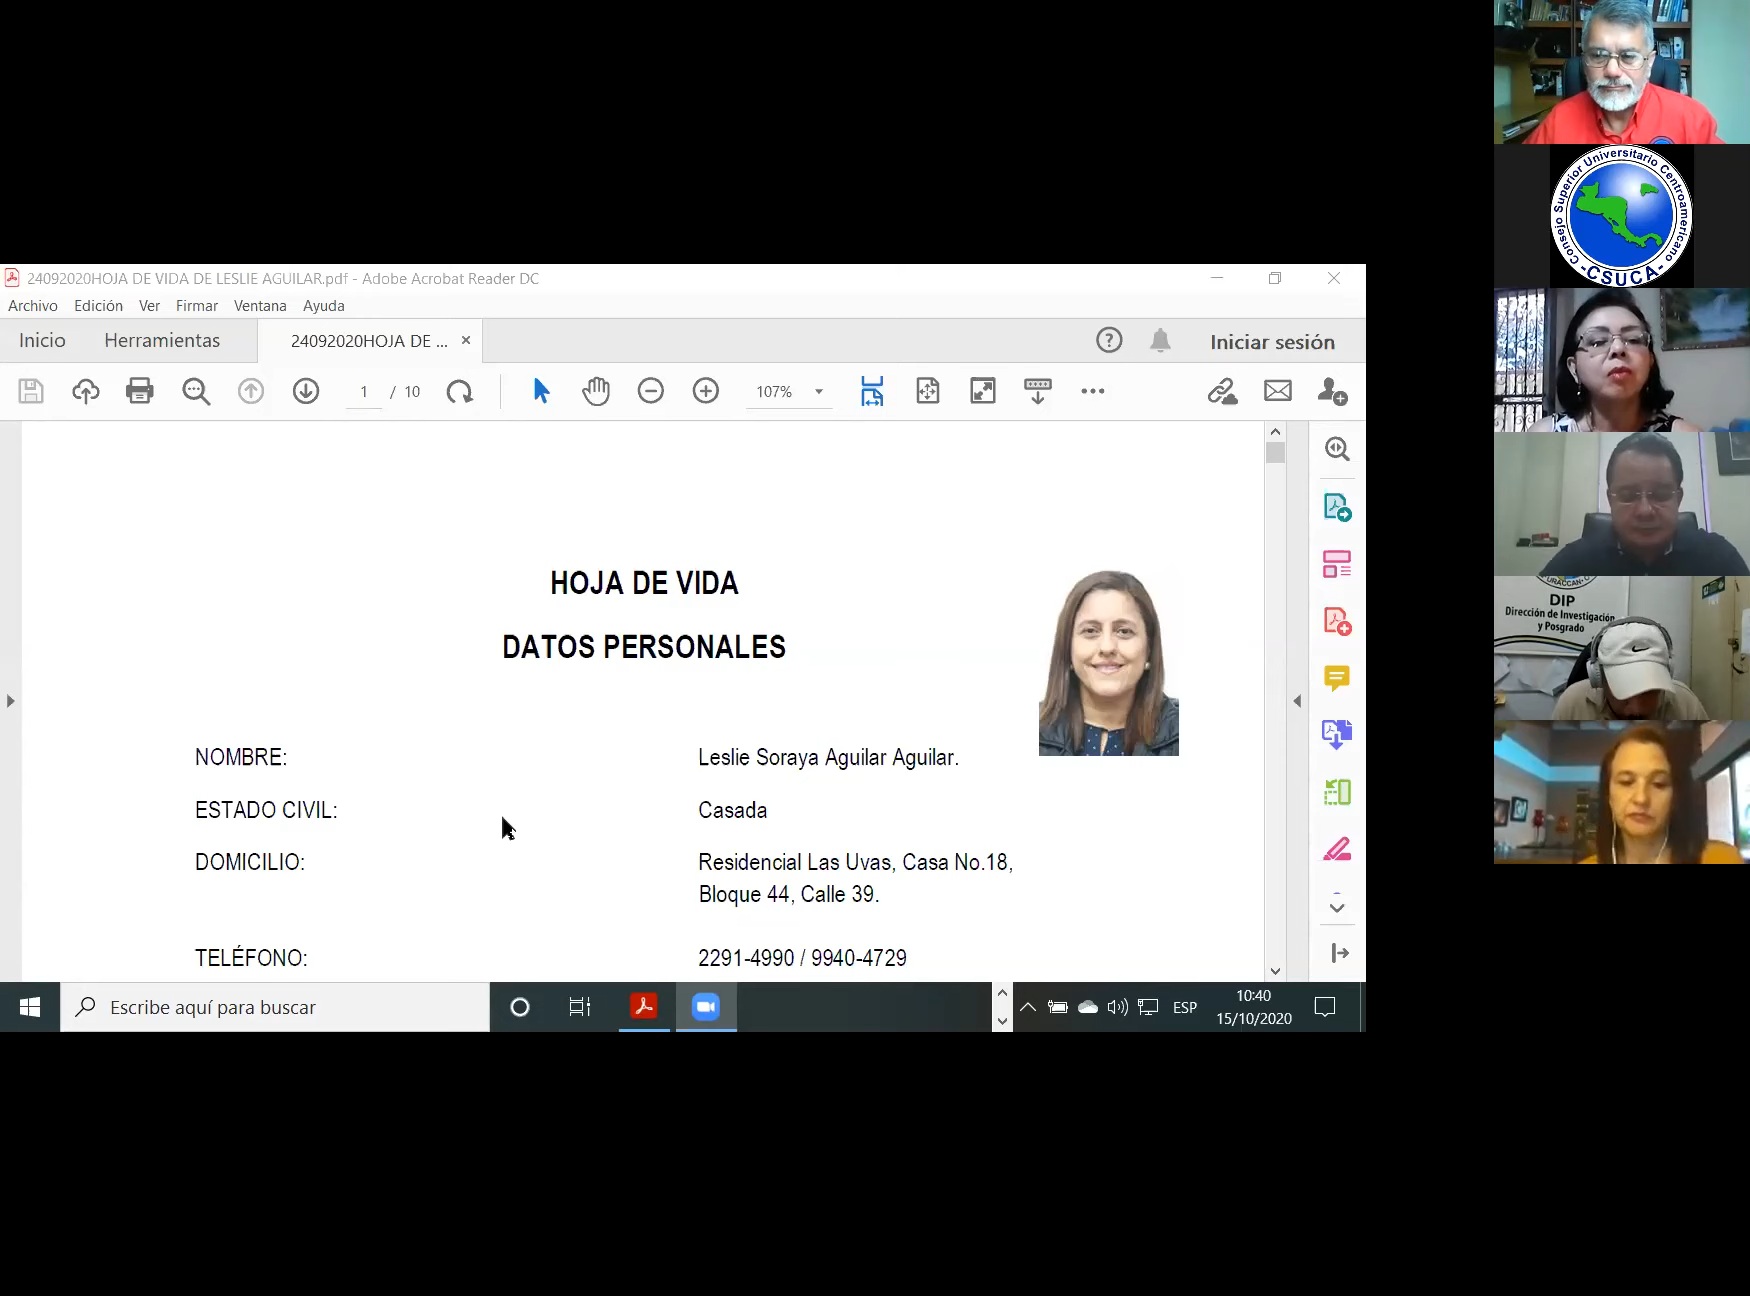 24092020HOJA DE VIDA DE LESLIE AGUILAR.pdf - Adobe Acrobat Reader DC
Archivo Edición Ver Firmar Ventana Ayuda
Inicio Herramientas 24092020HOJA DE ... × Iniciar sesión
1 / 10 107%
HOJA DE VIDA
DATOS PERSONALES
NOMBRE: Leslie Soraya Aguilar Aguilar.
ESTADO CIVIL: Casada
DOMICILIO: Residencial Las Uvas, Casa No.18,
Bloque 44, Calle 39.
TELÉFONO: 2291-4990 / 9940-4729
Escribe aquí para buscar
ESP
10:40
15/10/2020
Consejo Superior Universitario Centroamericano
-CSUCA-
URACCAN
DIP
Dirección de Investigación
y Posgrado